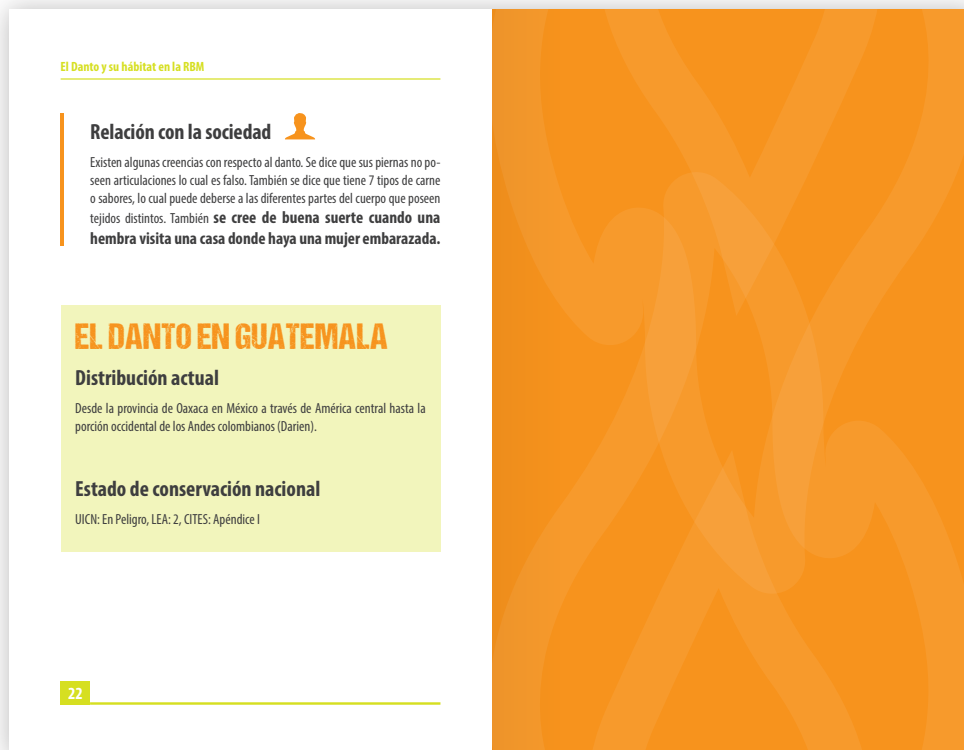 El Danto y su hábitat en la RBM
Relación con la sociedad
Existen algunas creencias con respecto al danto. Se dice que sus piernas no po-
seen articulaciones lo cual es falso. También se dice que tiene 7 tipos de carne
o sabores, lo cual puede deberse a las diferentes partes del cuerpo que poseen
tejidos distintos. También se cree de buena suerte cuando una
hembra visita una casa donde haya una mujer embarazada.
EL DANTO EN GUATEMALA
Distribución actual
Desde la provincia de Oaxaca en México a través de América central hasta la
porción occidental de los Andes colombianos (Darien).
Estado de conservación nacional
UICN: En Peligro, LEA: 2, CITES: Apéndice I
22